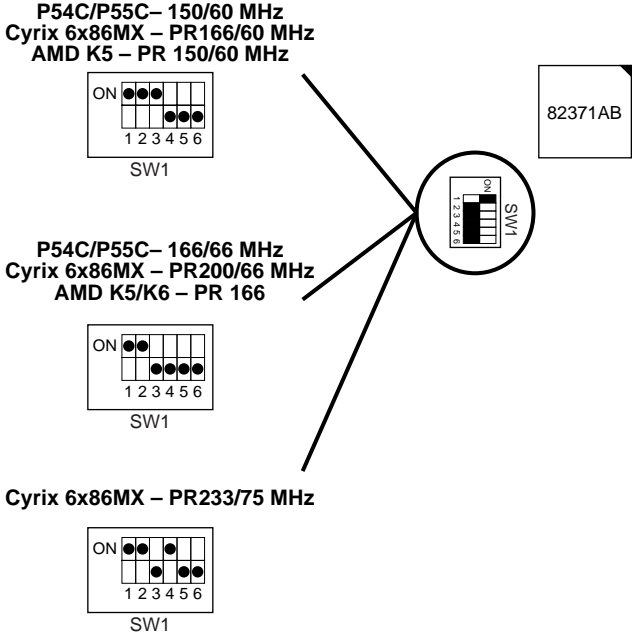 P54C/P55C– 150/60 MHz
Cyrix 6x86MX – PR166/60 MHz
AMD K5 – PR 150/60 MHz
ON
1 2 3 4 5 6
SW1
82371AB
ON
1 2 3 4 5 6
SW1
P54C/P55C– 166/66 MHz
Cyrix 6x86MX – PR200/66 MHz
AMD K5/K6 – PR 166
ON
1 2 3 4 5 6
SW1
Cyrix 6x86MX – PR233/75 MHz
ON
1 2 3 4 5 6
SW1